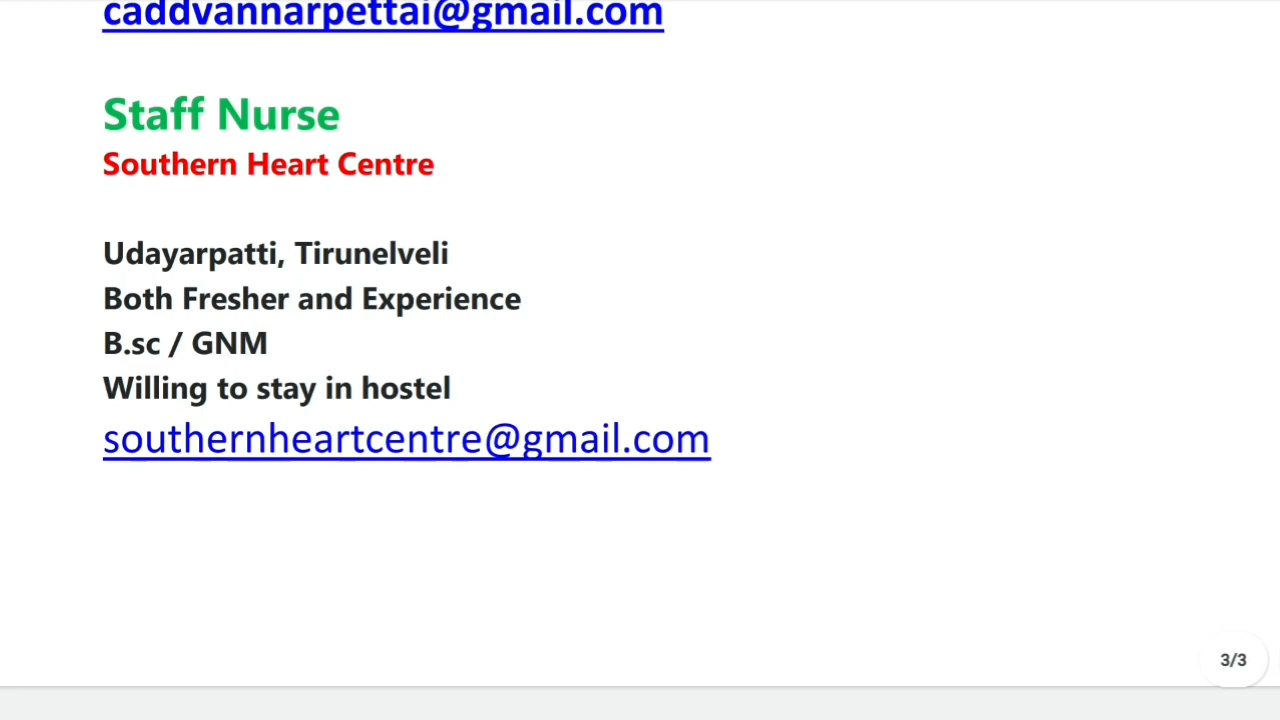 caddvannarpettai@gmail.com
Staff Nurse
Southern Heart Centre
Udayarpatti, Tirunelveli
Both Fresher and Experience
B.sc / GNM
Willing to stay in hostel
southernheartcentre@gmail.com
3/3